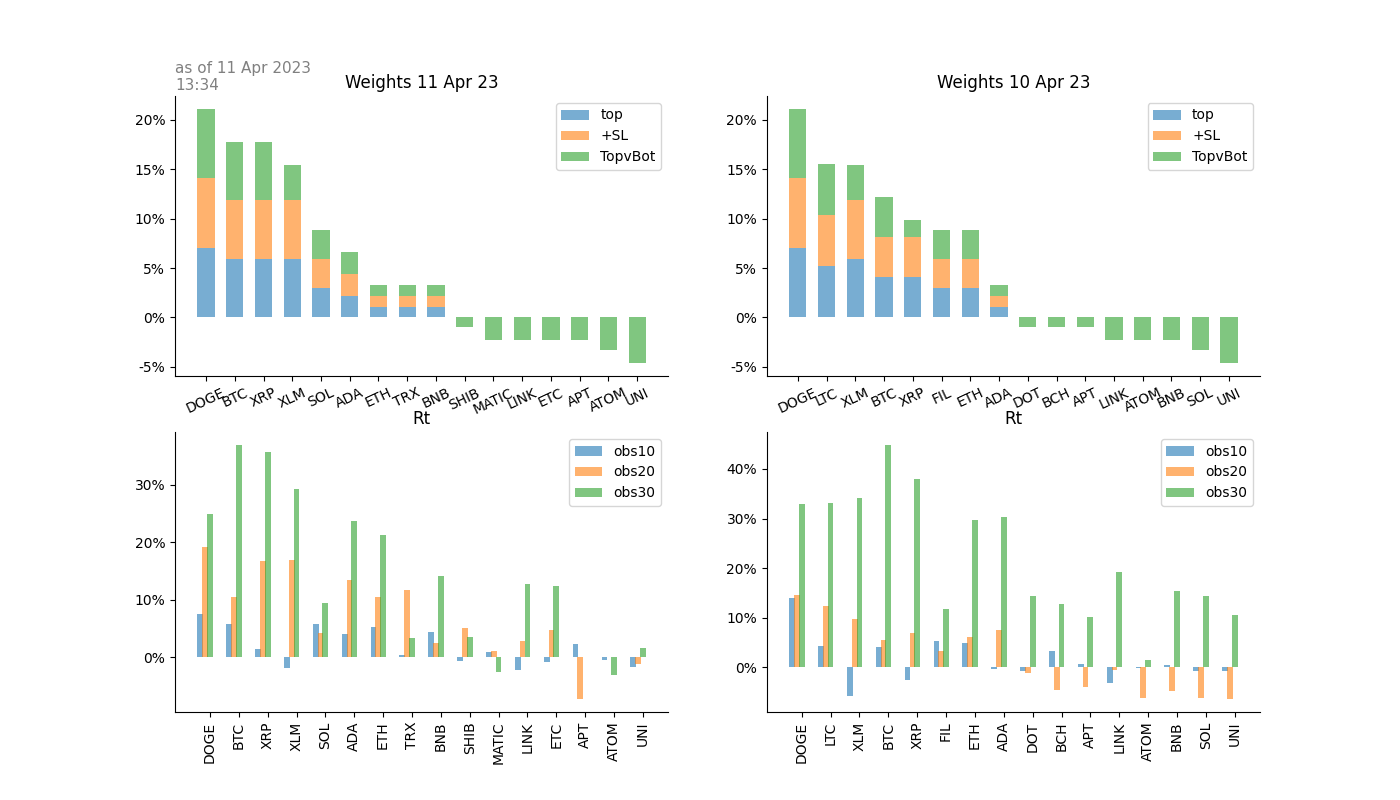 as of 11 Apr 2023
13:34
Weights 11 Apr 23
20%
15%
10%
5%
0%
-5%
top
+SL
TopvBot
DOGE BTC XRP XLM SOL ADA ETH TRX BNB SHIB MATIC LINK ETC APT ATOM UNI
Weights 10 Apr 23
20%
15%
10%
5%
0%
-5%
top
+SL
TopvBot
DOGE LTC XLM BTC XRP FIL ETH ADA DOT BCH APT LINK ATOM BNB SOL UNI
Rt
30%
20%
10%
0%
obs10
obs20
obs30
DOGE BTC XRP XLM SOL ADA ETH TRX BNB SHIB MATIC LINK ETC APT ATOM UNI
Rt
40%
30%
20%
10%
0%
obs10
obs20
obs30
DOGE LTC XLM BTC XRP FIL ETH ADA DOT BCH APT LINK ATOM BNB SOL UNI